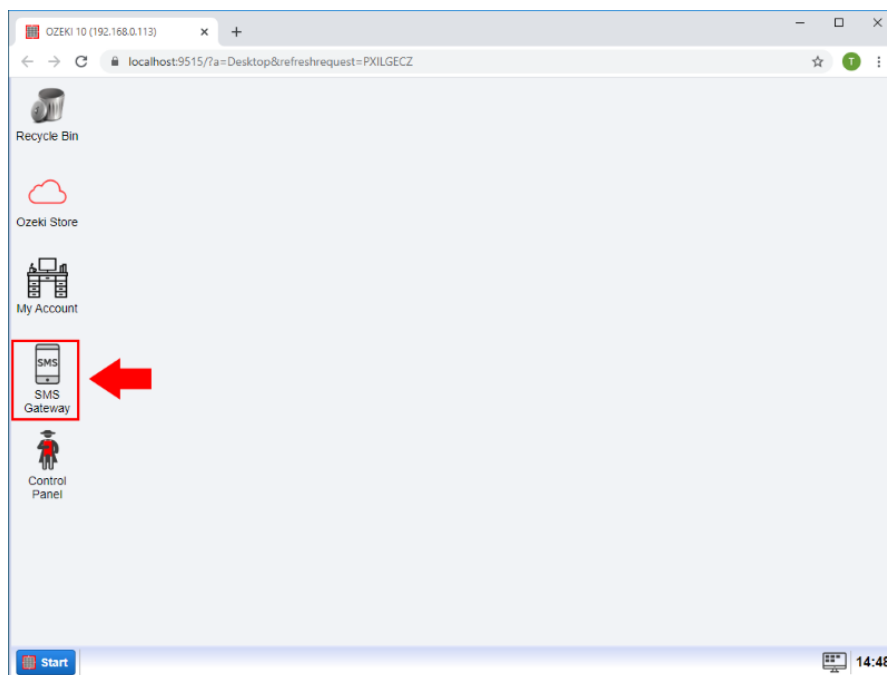 OZEKI 10 (192.168.0.113)
localhost:9515/?a=Desktop&refreshrequest=PXILGECZ
T
Recycle Bin
Ozeki Store
My Account
SMS
SMS
Gateway
Control
Panel
Start
14:48